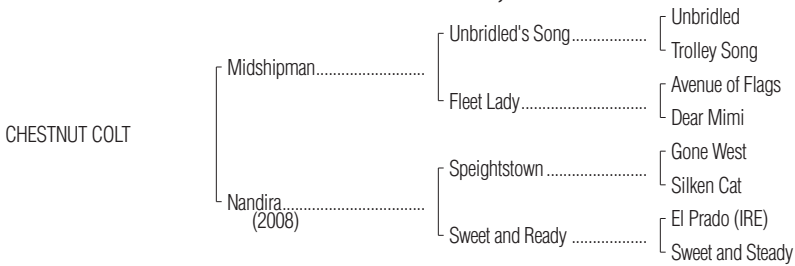 Unbridled
Unbridled's Song..................
Trolley Song
Midshipman..........................
Avenue of Flags
Fleet Lady..............................
Dear Mimi
CHESTNUT COLT
Gone West
Speightstown ........................
Silken Cat
Nandira..................................
(2008)
El Prado (IRE)
Sweet and Ready ..................
Sweet and Steady